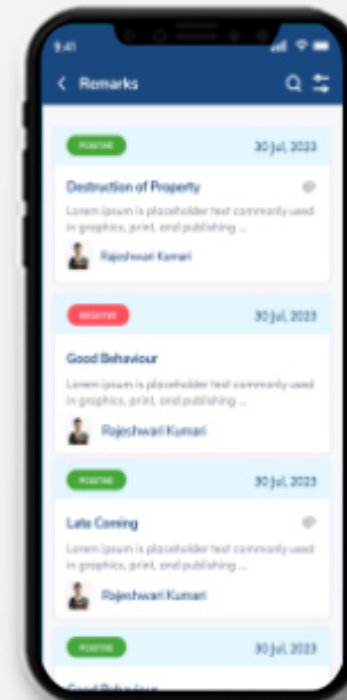 9:41
Remarks
POSITIVE
30 Jul, 2023
Destruction of Property
Lorem ipsum is placeholder text commonly used
in graphics, print, and publishing ...
Rajeshwari Kumari
NEGATIVE
30 Jul, 2023
Good Behaviour
Lorem ipsum is placeholder text commonly used
in graphics, print, and publishing ...
Rajeshwari Kumari
POSITIVE
30 Jul, 2023
Late Coming
Lorem ipsum is placeholder text commonly used
in graphics, print, and publishing ...
Rajeshwari Kumari
POSITIVE
30 Jul, 2023
Good Behaviour